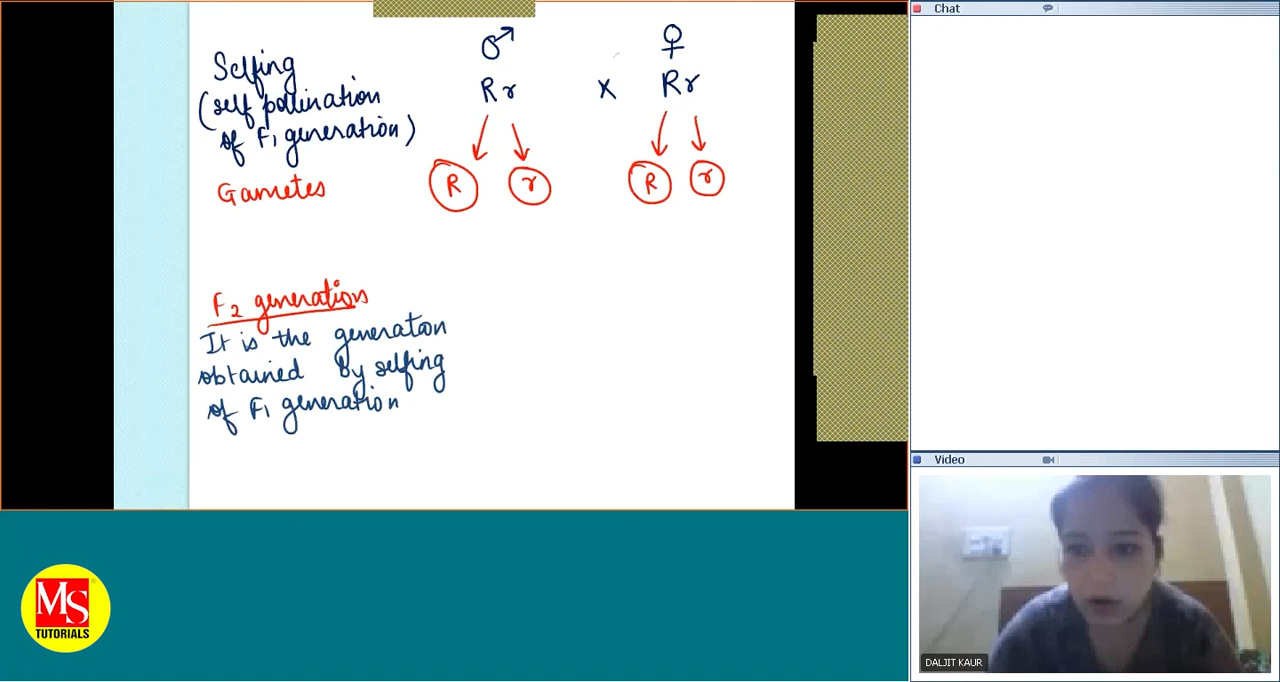 Chat
♂ ♀
Selfing
Rr x Rr
(self pollination
of F1 generation)
R r R r
Gametes
F2 generation
It is the generation
obtained by selfing
of F1 generation
Video
MS
TUTORIALS
DALJIT KAUR